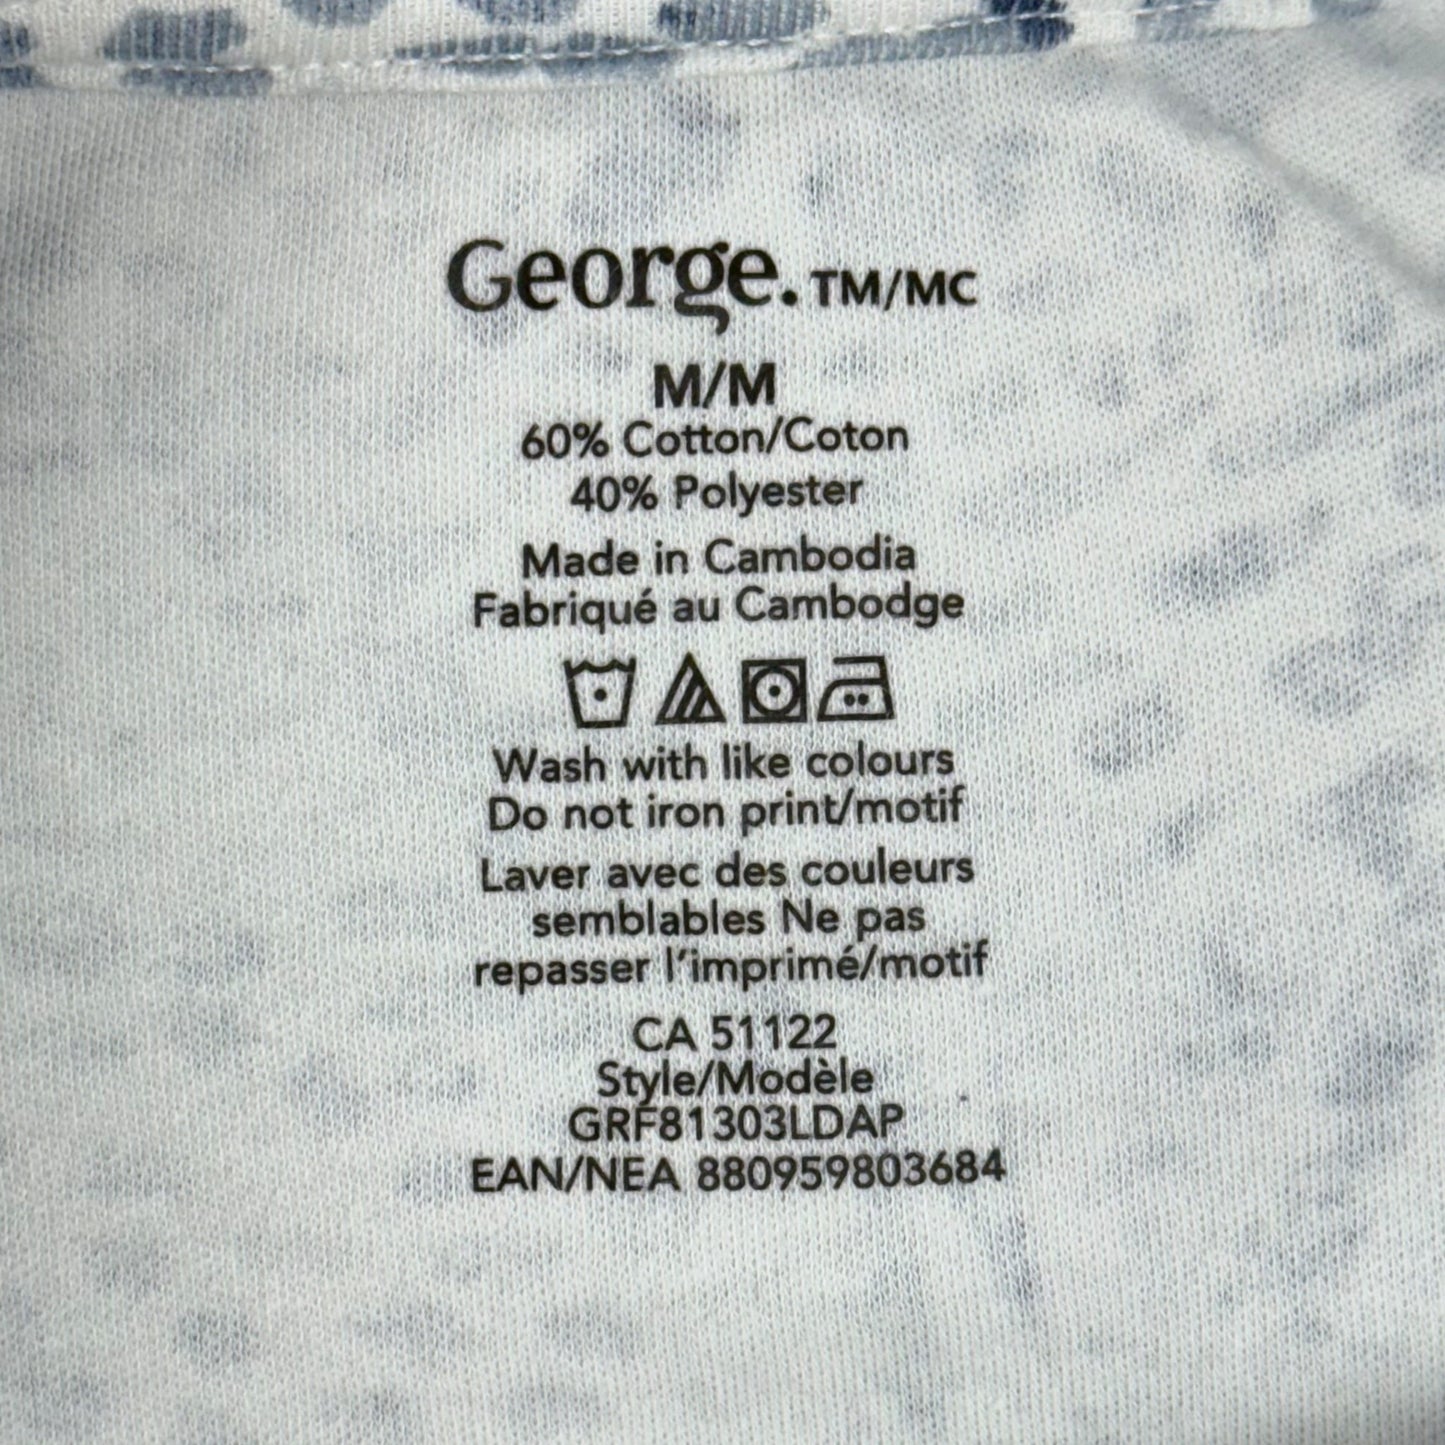 George. TM/MC
M/M
60% Cotton/Coton
40% Polyester
Made in Cambodia
Fabriqué au Cambodge
Wash with like colours
Do not iron print/motif
Laver avec des couleurs
semblables Ne pas
repasser l'imprimé/motif
CA 51122
Style/Modèle
GRF81303LDAP
EAN/NEA 880959803684